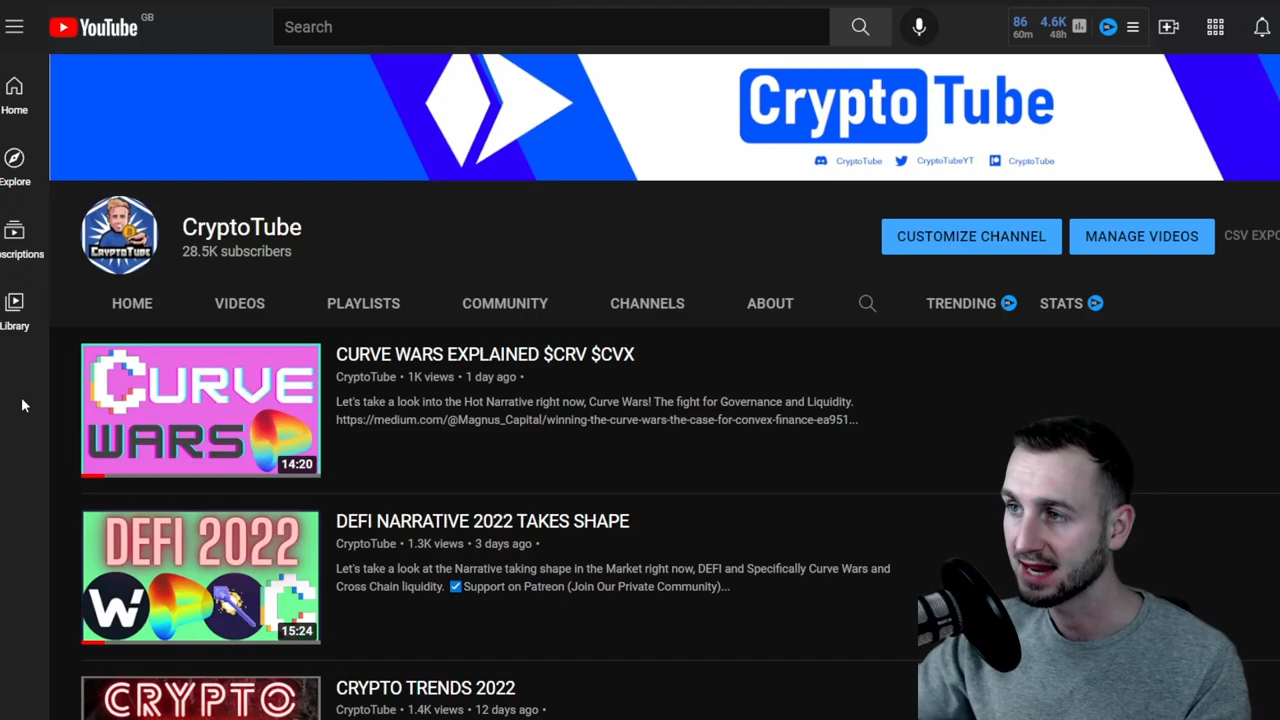 YouTube GB
Search
86 4.6K
60m 48h
Home
Explore
scriptions
Library
CryptoTube
CryptoTube CryptoTubeYT CryptoTube
CRYPTOTUBE
CryptoTube
28.5K subscribers
CUSTOMIZE CHANNEL MANAGE VIDEOS CSV EXPO
HOME VIDEOS PLAYLISTS COMMUNITY CHANNELS ABOUT TRENDING STATS
CURVE
WARS
14:20
CURVE WARS EXPLAINED $CRV $CVX
CryptoTube • 1K views • 1 day ago •
Let's take a look into the Hot Narrative right now, Curve Wars! The fight for Governance and Liquidity.
https://medium.com/@Magnus_Capital/winning-the-curve-wars-the-case-for-convex-finance-ea951...
DEFI 2022
W
15:24
DEFI NARRATIVE 2022 TAKES SHAPE
CryptoTube • 1.3K views • 3 days ago •
Let's take a look at the Narrative taking shape in the Market right now, DEFI and Specifically Curve Wars and
Cross Chain liquidity. ☑ Support on Patreon (Join Our Private Community)...
CRYPTO
CRYPTO TRENDS 2022
CryptoTube • 1.4K views • 12 days ago •